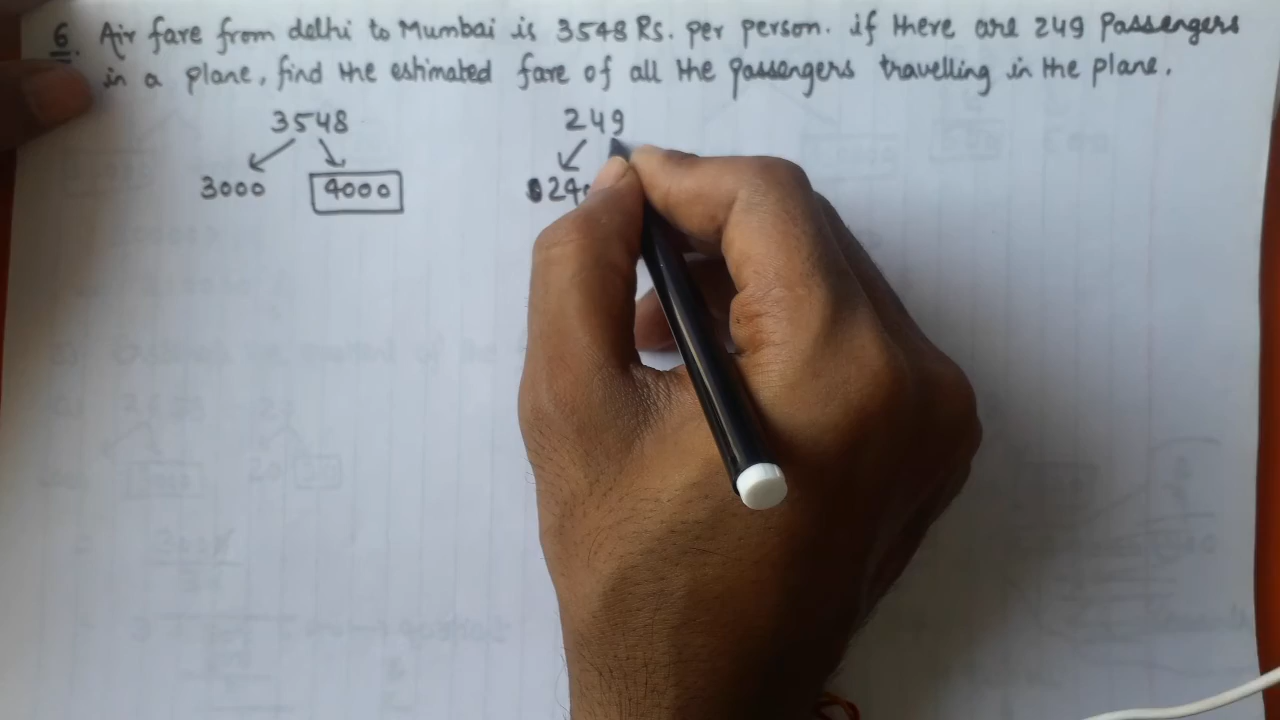 6. Air fare from delhi to Mumbai is 3548 Rs. per person. if there are 249 Passengers
in a plane, find the eshimated fare of all the passengers travelling in the plane.
3548 249
3000 4000